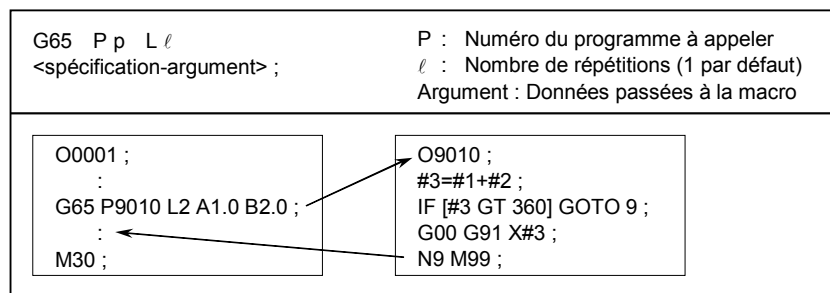 G65 P p L ℓ
<spécification-argument> ;
P : Numéro du programme à appeler
ℓ : Nombre de répétitions (1 par défaut)
Argument : Données passées à la macro
O0001 ;
:
G65 P9010 L2 A1.0 B2.0 ;
:
M30 ;
O9010 ;
#3=#1+#2 ;
IF [#3 GT 360] GOTO 9 ;
G00 G91 X#3 ;
N9 M99 ;